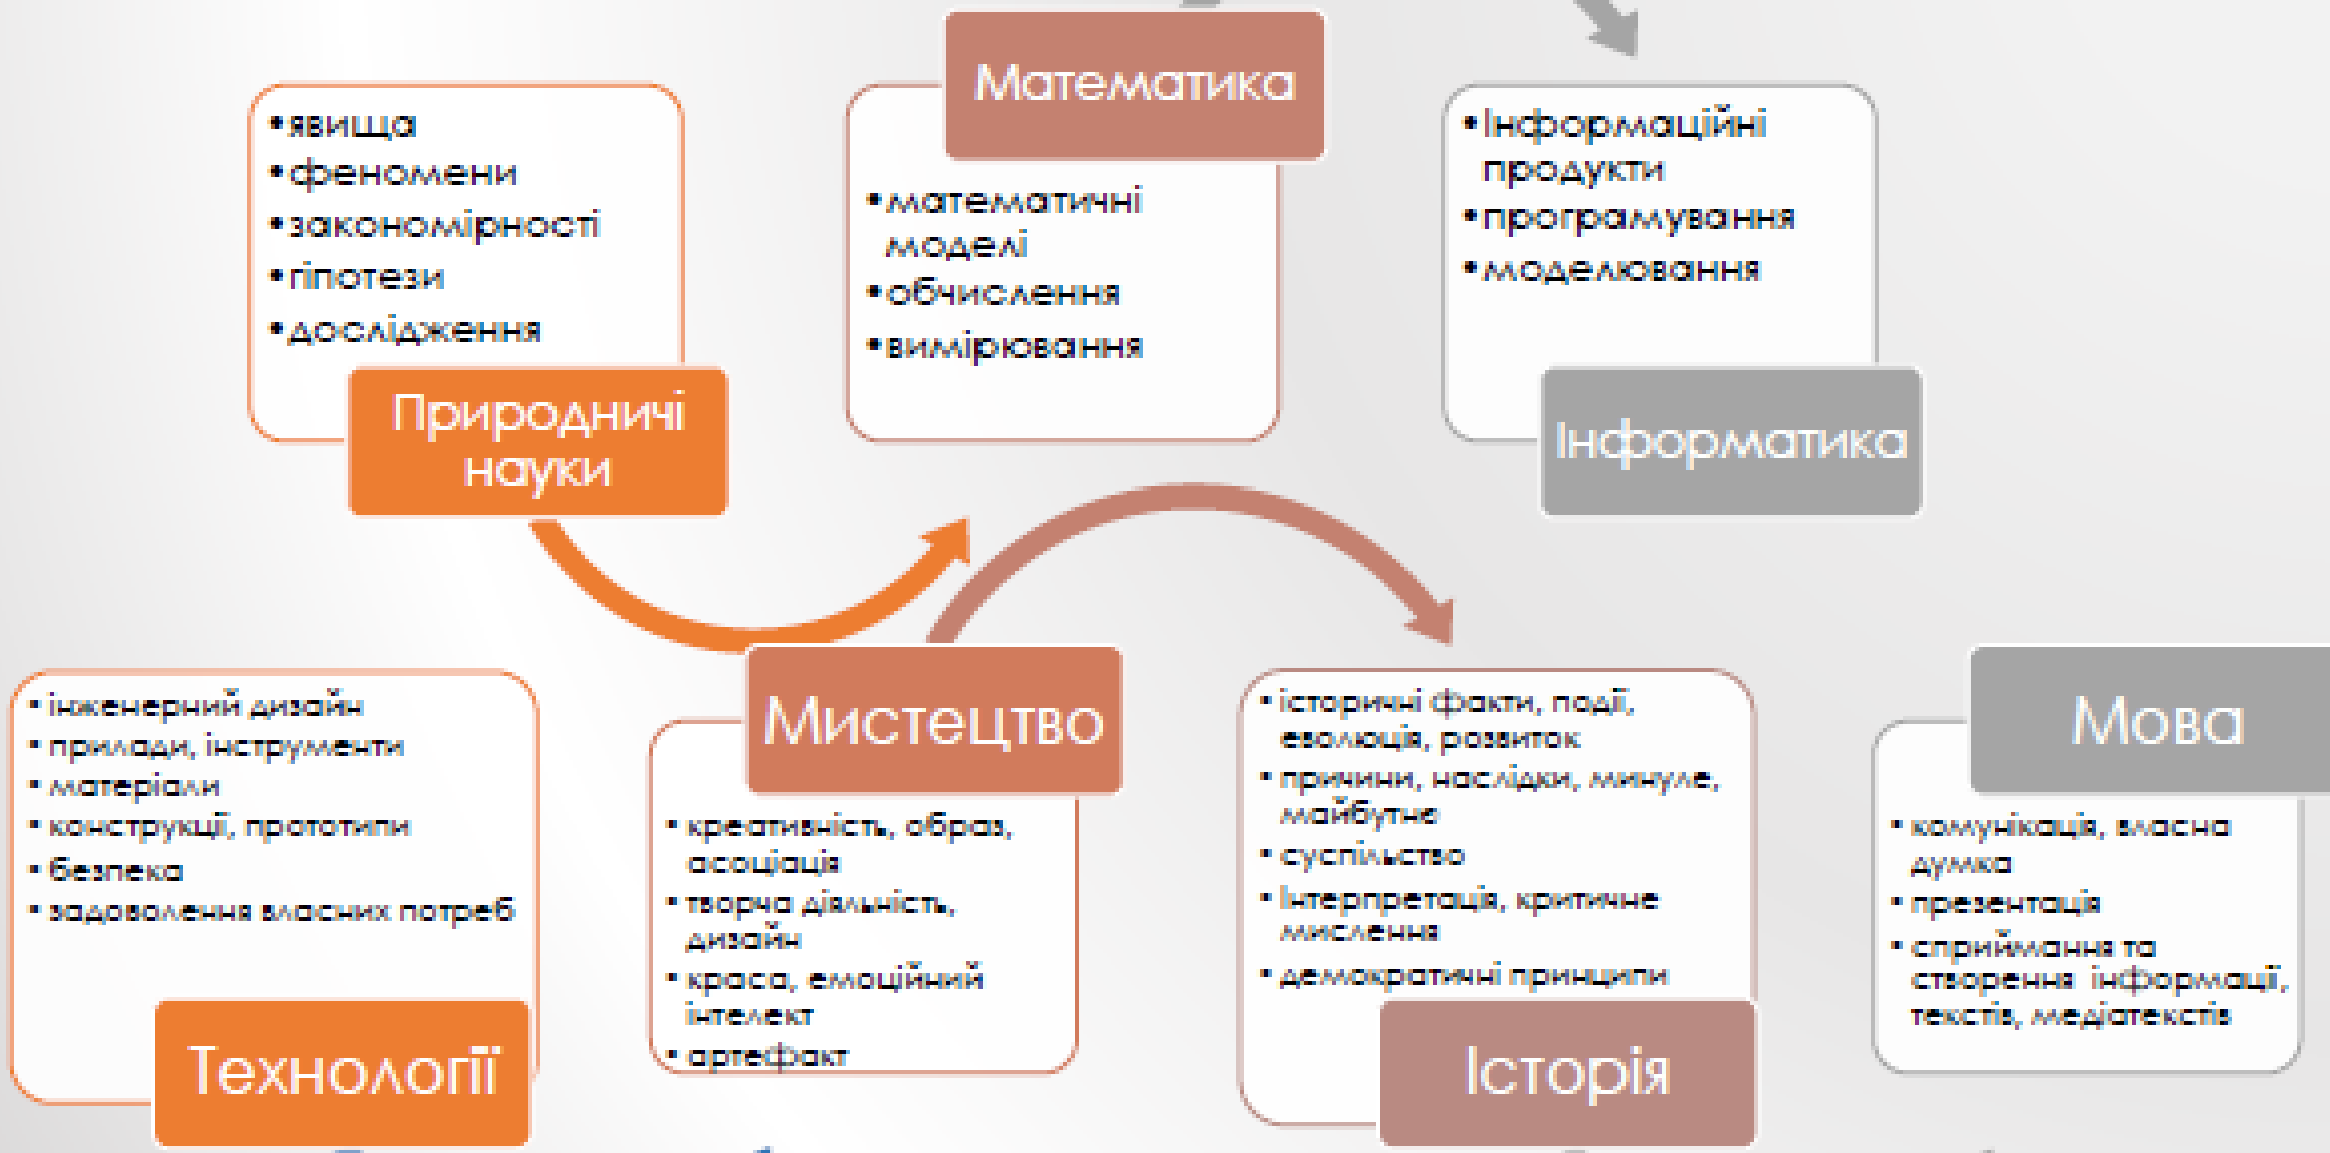 •явища
•феномени
•закономірності
•гіпотези
•дослідження
Природничі
науки
Математика
•математичні
моделі
•обчислення
•вимірювання
•Інформаційні
продукти
•програмування
•моделювання
Інформатика
• інженерний дизайн
• прилади, інструменти
• матеріали
• конструкції, прототипи
• безпека
• задоволення власних потреб
Технології
Мистецтво
• креативність, образ,
асоціація
• творча діяльність,
дизайн
• краса, емоційний
інтелект
• артефакт
• історичні факти, події,
еволюція, розвиток
• причини, наслідки, минуле,
майбутнє
• суспільство
• Інтерпретація, критичне
мислення
• демократичні принципи
Історія
Мова
• комунікація, власна
думка
• презентація
• сприймання та
створення інформації,
текстів, медіатекстів